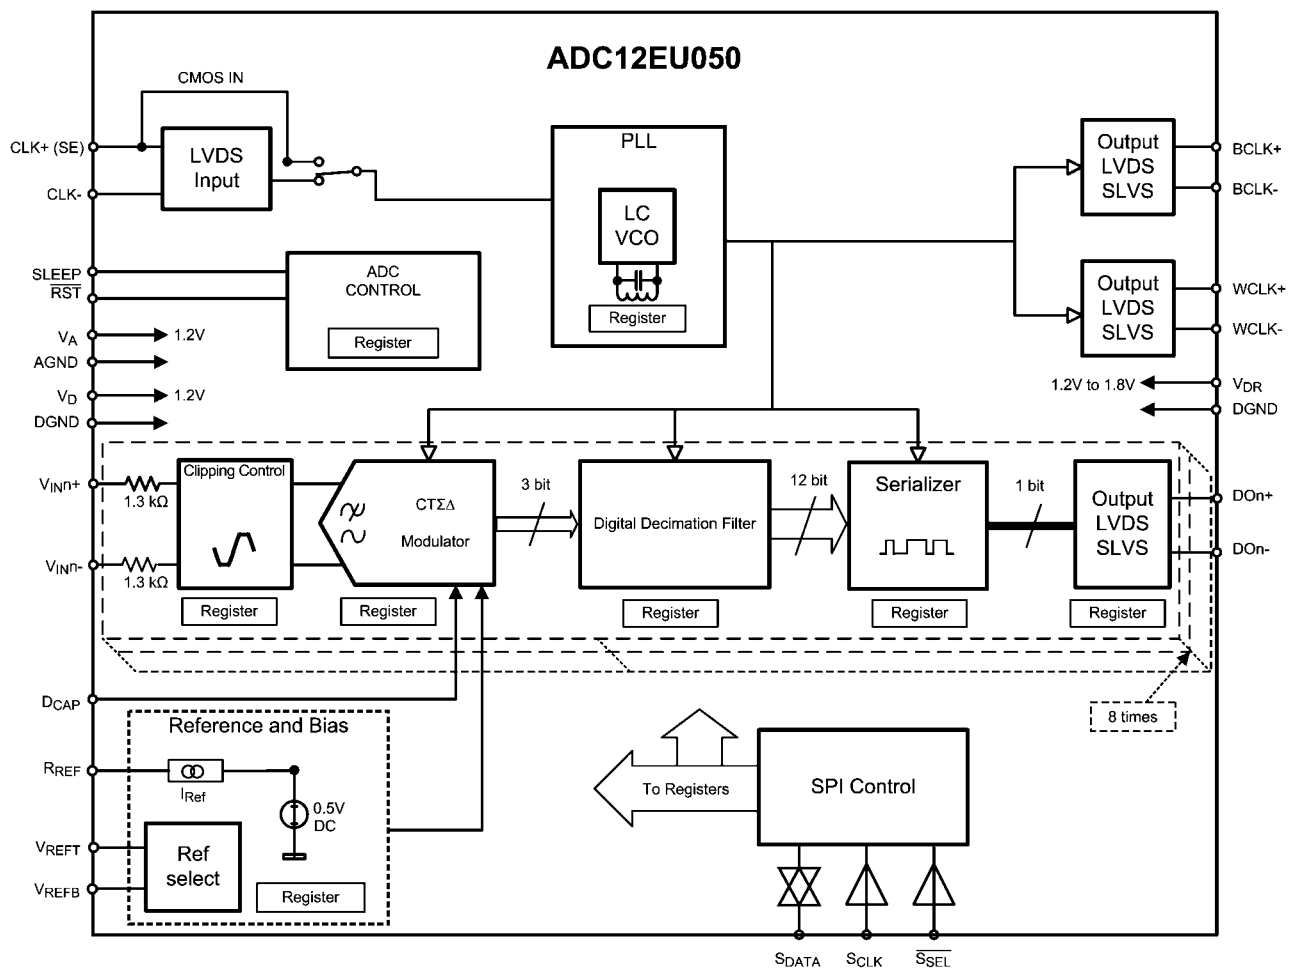 ADC12EU050
CMOS IN
CLK+ (SE)
CLK-
LVDS
Input
PLL
LC
VCO
Register
Output
LVDS
SLVS
BCLK+
BCLK-
SLEEP
RST
ADC
CONTROL
Register
Output
LVDS
SLVS
WCLK+
WCLK-
VA
1.2V
AGND
VD
1.2V
DGND
1.2V to 1.8V
VDR
DGND
VINn+
1.3 kΩ
VINn-
1.3 kΩ
Clipping Control
Register
CTΣΔ
Modulator
Register
3 bit
Digital Decimation Filter
Register
12 bit
Serializer
Register
1 bit
Output
LVDS
SLVS
Register
DOn+
DOn-
8 times
DCAP
Reference and Bias
RREF
IRef
0.5V
DC
VREFT
VREFB
Ref
select
Register
To Registers
SPI Control
SDATA
SCLK
SSEL